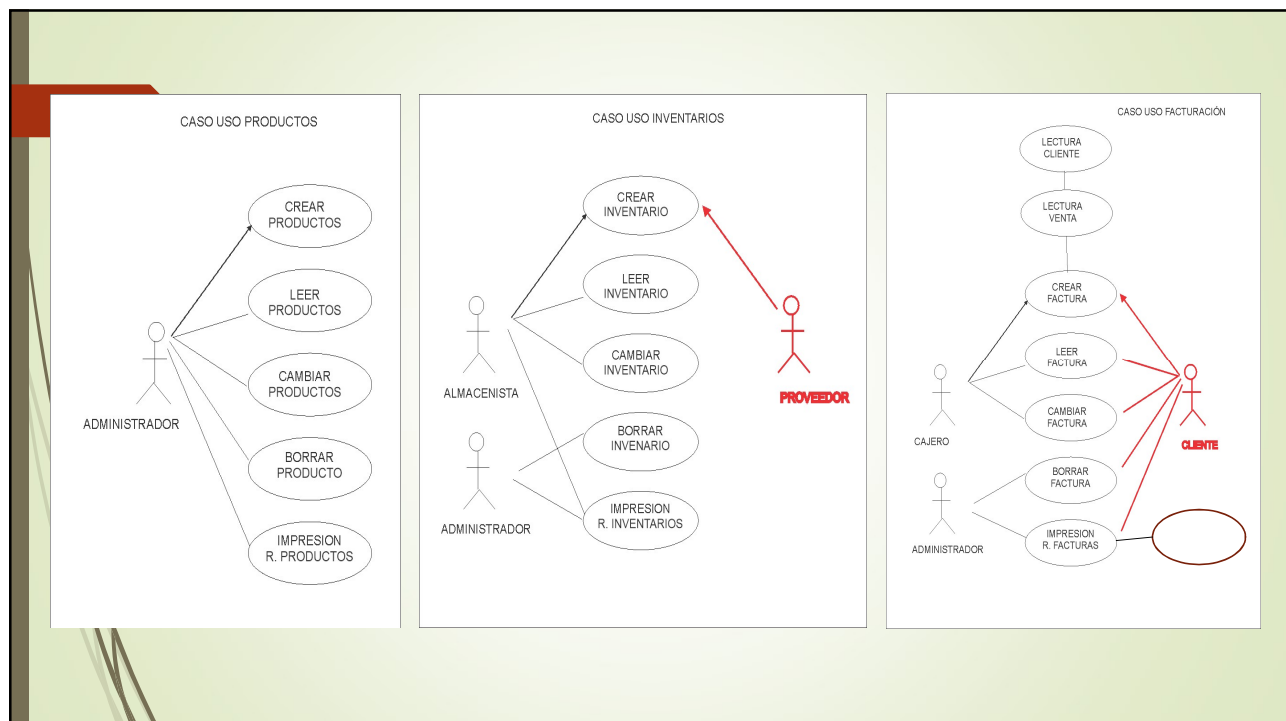 CASO USO PRODUCTOS
CREAR
PRODUCTOS
LEER
PRODUCTOS
CAMBIAR
PRODUCTOS
ADMINISTRADOR
BORRAR
PRODUCTO
IMPRESION
R. PRODUCTOS
CASO USO INVENTARIOS
CREAR
INVENTARIO
LEER
INVENTARIO
CAMBIAR
INVENTARIO
ALMACENISTA
PROVEEDOR
BORRAR
INVENARIO
IMPRESION
R. INVENTARIOS
ADMINISTRADOR
CASO USO FACTURACIÓN
LECTURA
CLIENTE
LECTURA
VENTA
CREAR
FACTURA
LEER
FACTURA
CAMBIAR
FACTURA
CAJERO
CLIENTE
BORRAR
FACTURA
IMPRESION
R. FACTURAS
ADMINISTRADOR